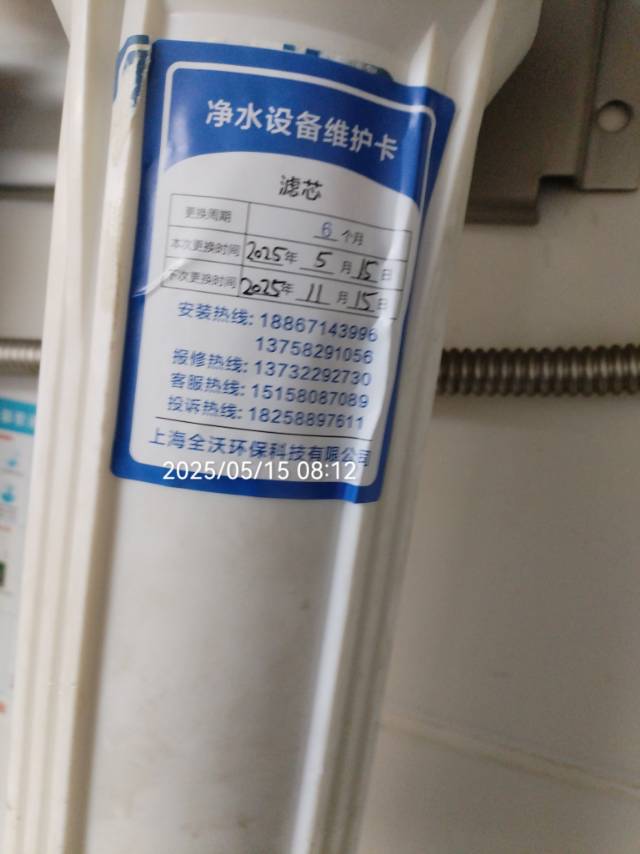 净水设备维护卡
滤芯
更换周期 6 个月
本次更换时间 2025年 5 月 15 日
下次更换时间 2025年 11 月 15 日
安装热线: 18867143996
13758291056
报修热线: 13732292730
客服热线: 15158087089
投诉热线: 18258897611
上海全沃环保科技有限公司
2025/05/15 08:12